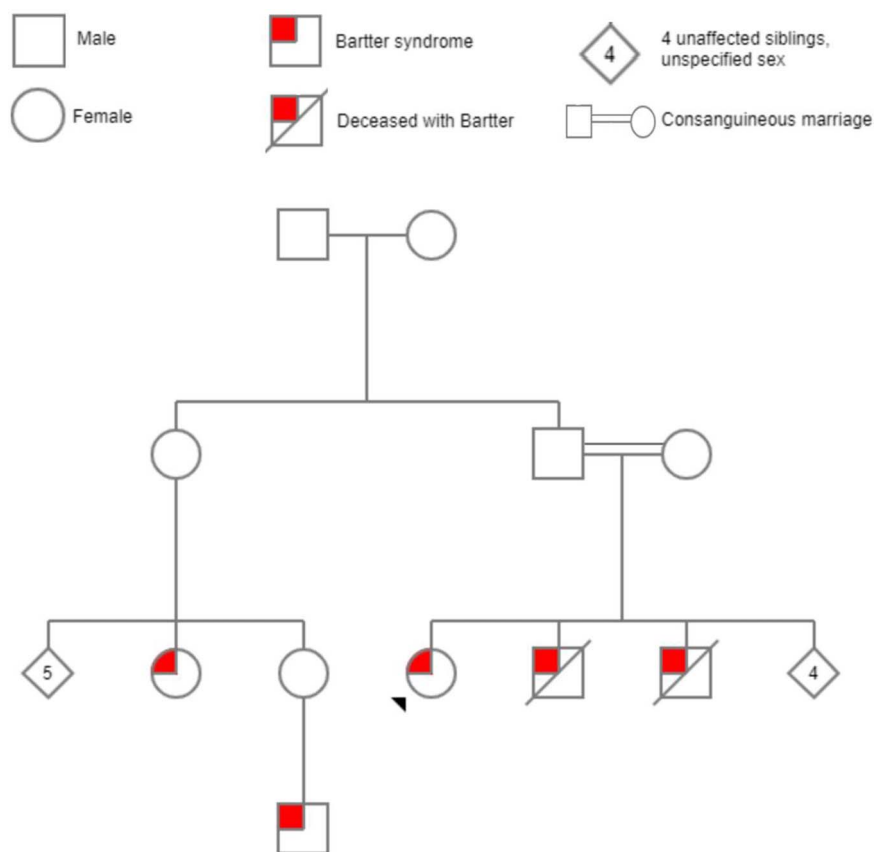 Male
Bartter syndrome
4
4 unaffected siblings,
unspecified sex
Female
Deceased with Bartter
Consanguineous marriage
5
4